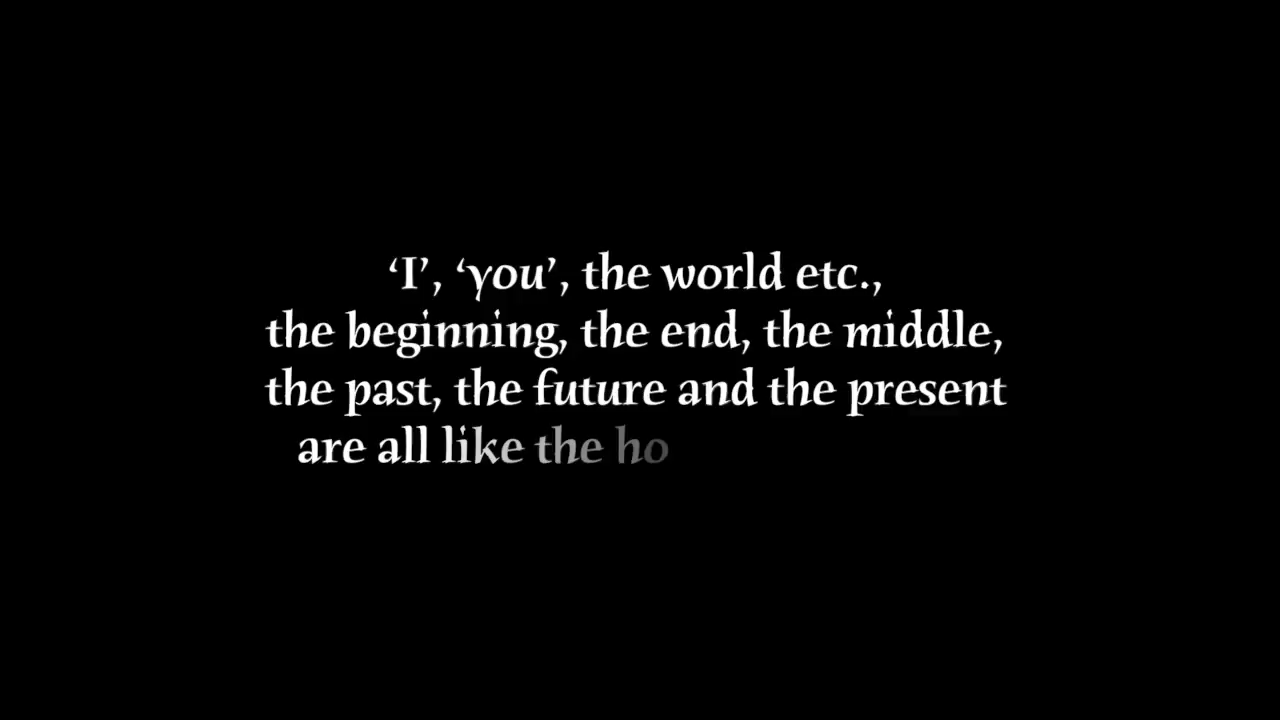 ‘I’, ‘you’, the world etc.,
the beginning, the end, the middle,
the past, the future and the present
are all like the ho